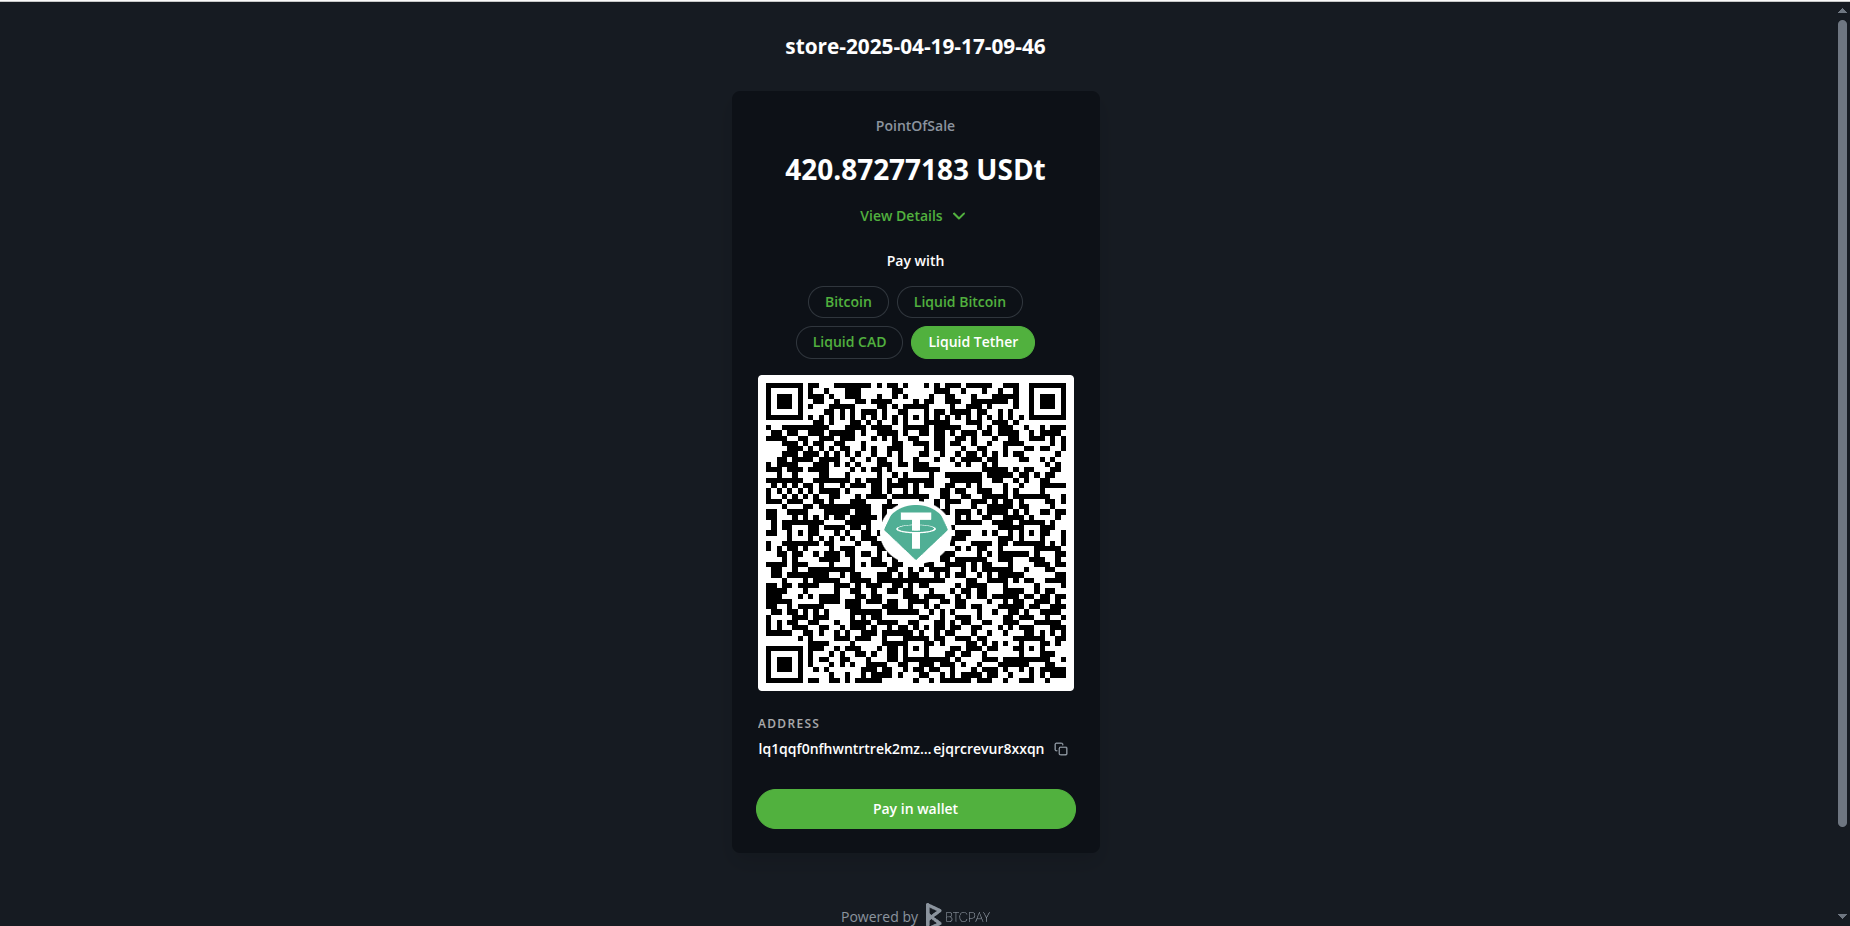 store-2025-04-19-17-09-46
PointOfSale
420.87277183 USDt
View Details
Pay with
Bitcoin
Liquid Bitcoin
Liquid CAD
Liquid Tether
ADDRESS
lq1qqf0nfhwntrtrek2mz...ejqrcrevur8xxqn
Pay in wallet
Powered by BTCPAY